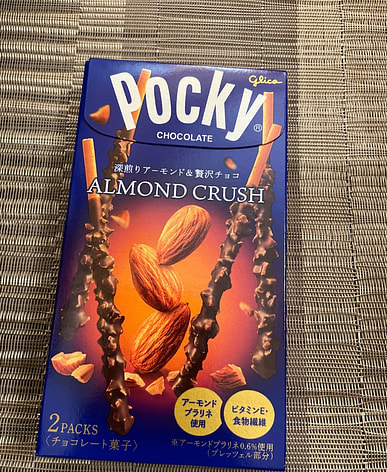 Glico
Pocky
®
CHOCOLATE
深煎りアーモンド&贅沢チョコ
ALMOND CRUSH
アーモンド
プラリネ
使用
ビタミンE・
食物繊維
2 PACKS
〈チョコレート菓子〉
※アーモンドプラリネ0.6%使用
(プレッツェル部分)